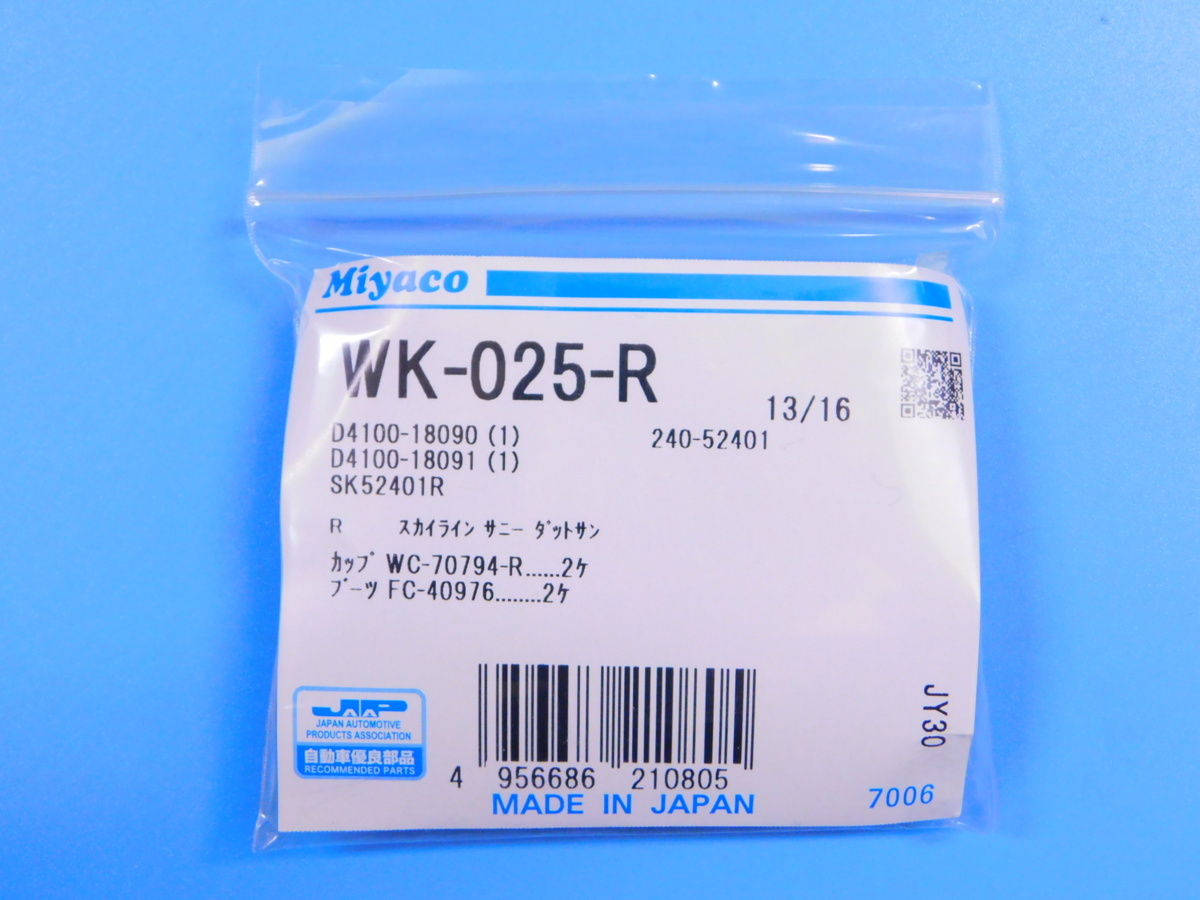 Miyaco
WK-025-R
13/16
D4100-18090 (1)
240-52401
D4100-18091 (1)
SK52401R
R ｽｶｲﾗｲﾝ ｻﾆｰ ﾀﾞｯﾄｻﾝ
ｶｯﾌﾟ WC-70794-R......2ｹ
ﾌﾞｰﾂ FC-40976........2ｹ
JY30
JAAP
JAPAN AUTOMOTIVE
PRODUCTS ASSOCIATION
自動車優良部品
RECOMMENDED PARTS
4 956686 210805
MADE IN JAPAN
7006